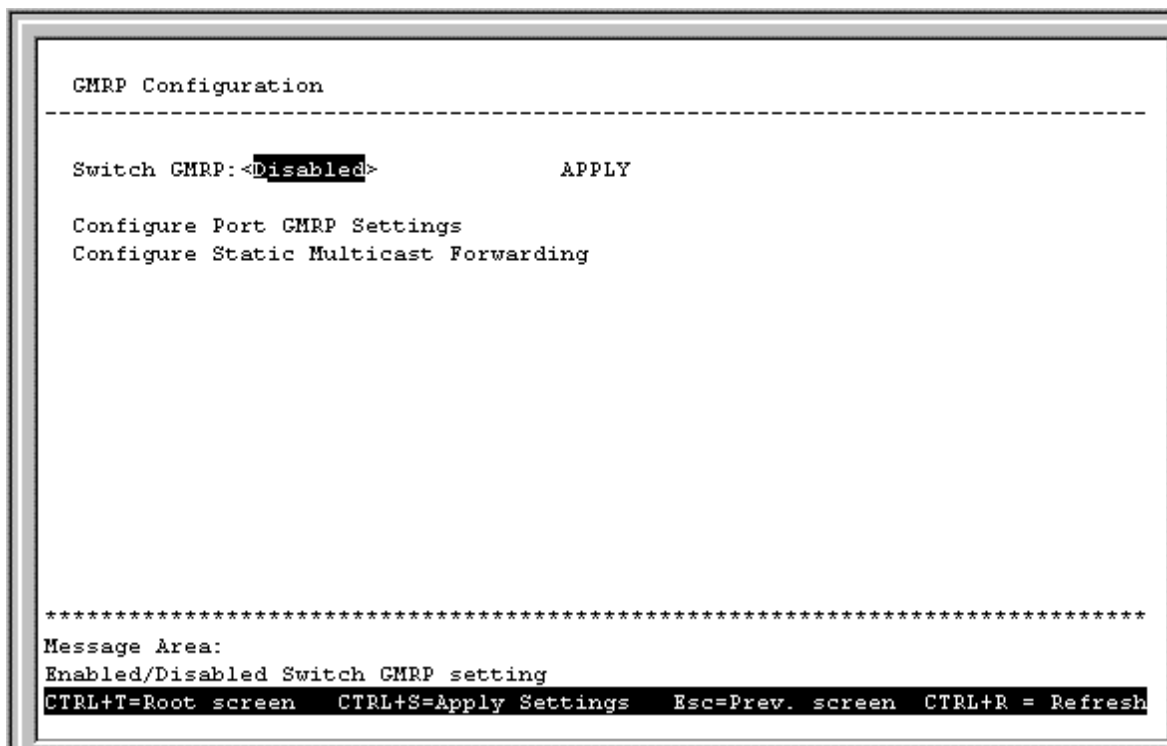 GMRP Configuration
--------------------------------------------------------------------------------
Switch GMRP:<Disabled> APPLY
Configure Port GMRP Settings
Configure Static Multicast Forwarding
********************************************************************************
Message Area:
Enabled/Disabled Switch GMRP setting
CTRL+T=Root screen CTRL+S=Apply Settings Esc=Prev. screen CTRL+R = Refresh